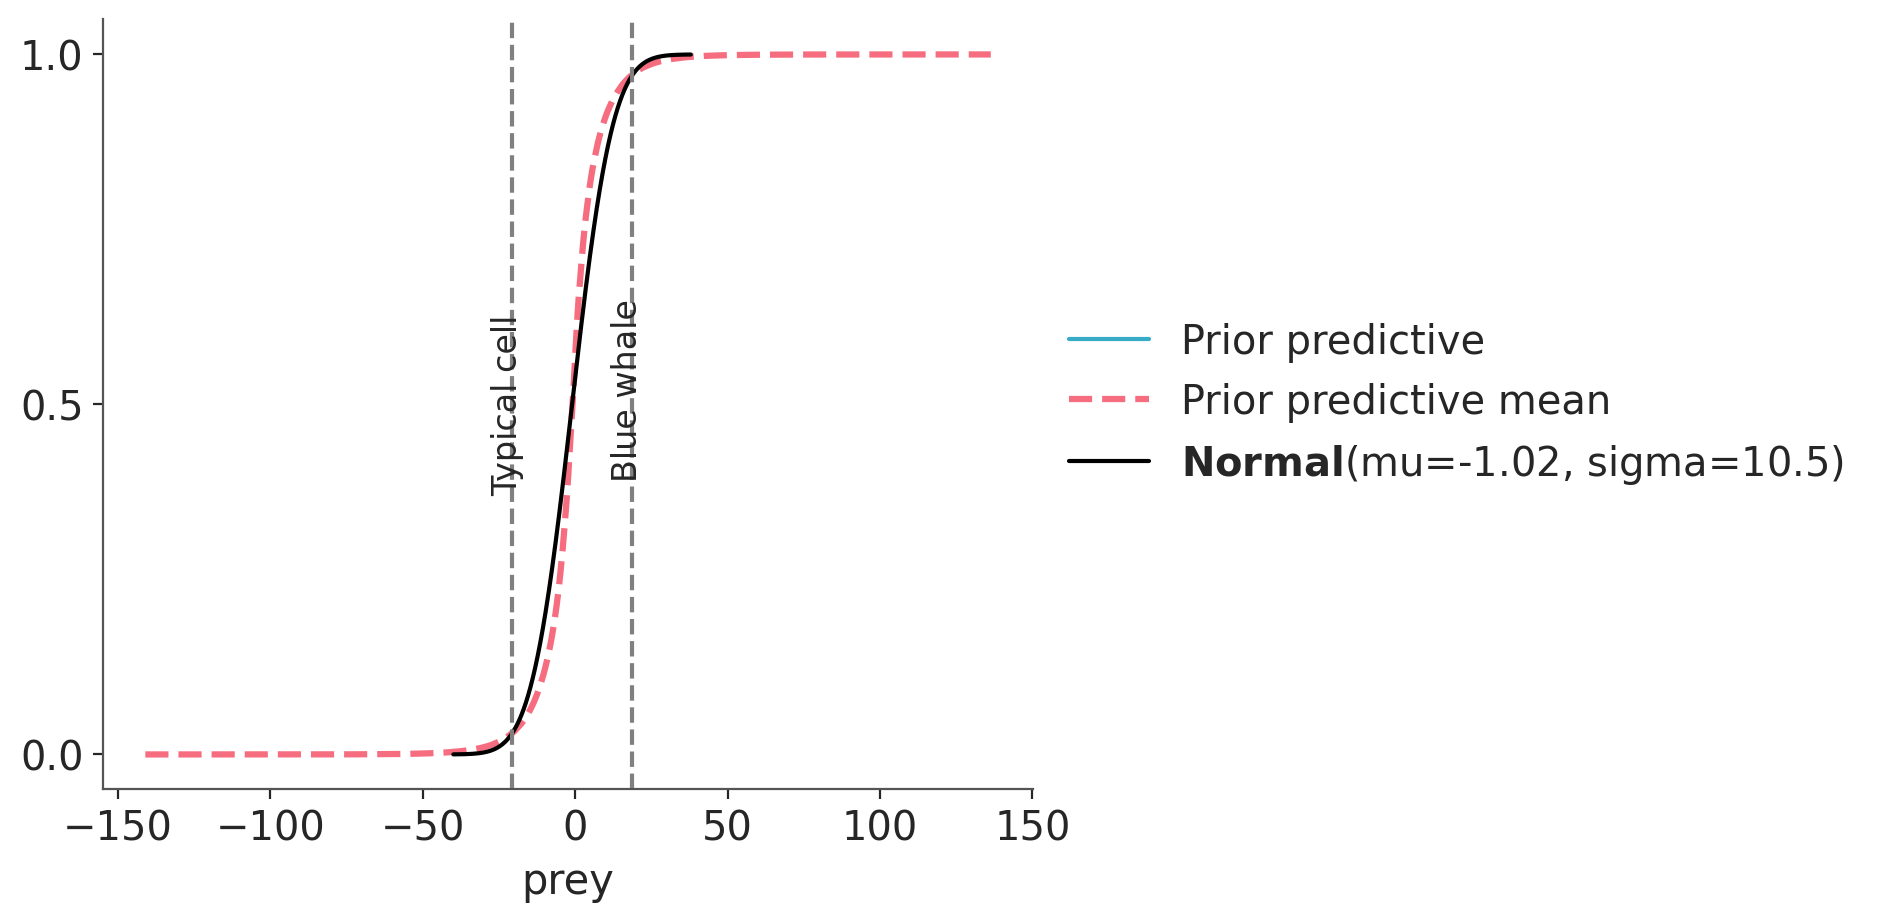 1.0
0.5
0.0
Typical cell
Blue whale
−150
−100
−50
0
50
100
150
prey
Prior predictive
Prior predictive mean
Normal(mu=-1.02, sigma=10.5)